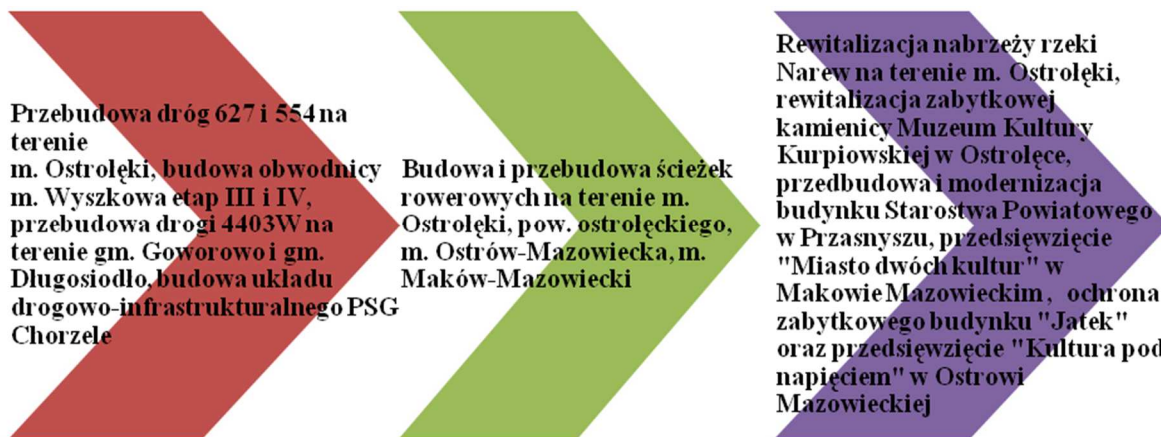 Przebudowa dróg 627 i 554 na
terenie
m. Ostrołęki, budowa obwodnicy
m. Wyszkowa etap III i IV,
przebudowa drogi 4403W na
terenie gm. Goworowo i gm.
Długosiodło, budowa układu
drogowo-infrastrukturalnego PSG
Chorzele
Budowa i przebudowa ścieżek
rowerowych na terenie m.
Ostrołęki, pow. ostrołęckiego,
m. Ostrów-Mazowiecka, m.
Maków-Mazowiecki
Rewitalizacja nabrzeży rzeki
Narew na terenie m. Ostrołęki,
rewitalizacja zabytkowej
kamienicy Muzeum Kultury
Kurpiowskiej w Ostrołęce,
przedbudowa i modernizacja
budynku Starostwa Powiatowego
w Przasnyszu, przedsięwzięcie
"Miasto dwóch kultur" w
Makowie Mazowieckim , ochrona
zabytkowego budynku "Jatek"
oraz przedsięwzięcie "Kultura pod
napięciem" w Ostrowi
Mazowieckiej